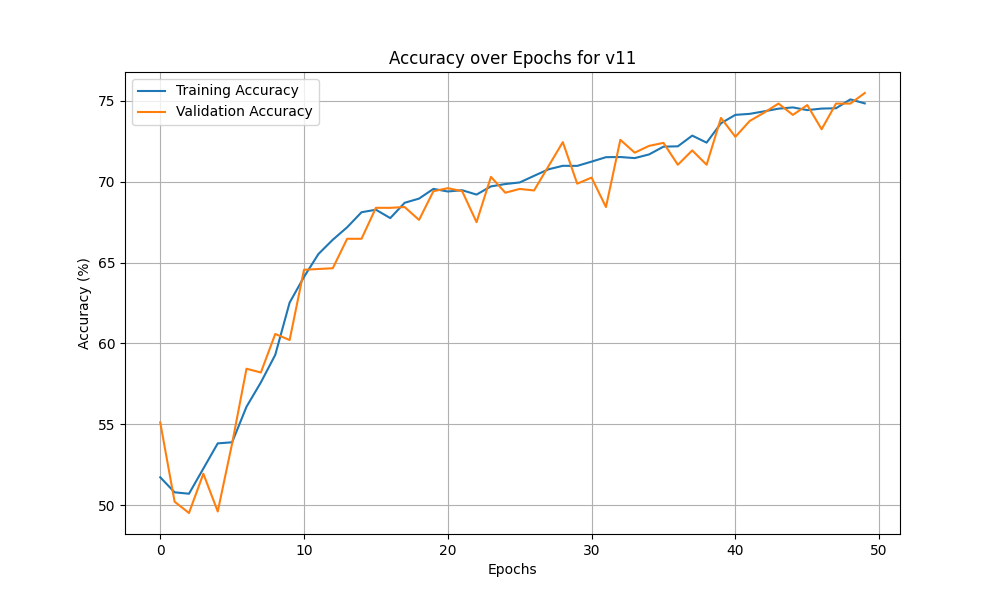 Accuracy over Epochs for v11
Training Accuracy
Validation Accuracy
Accuracy (%)
75
70
65
60
55
50
0 10 20 30 40 50
Epochs